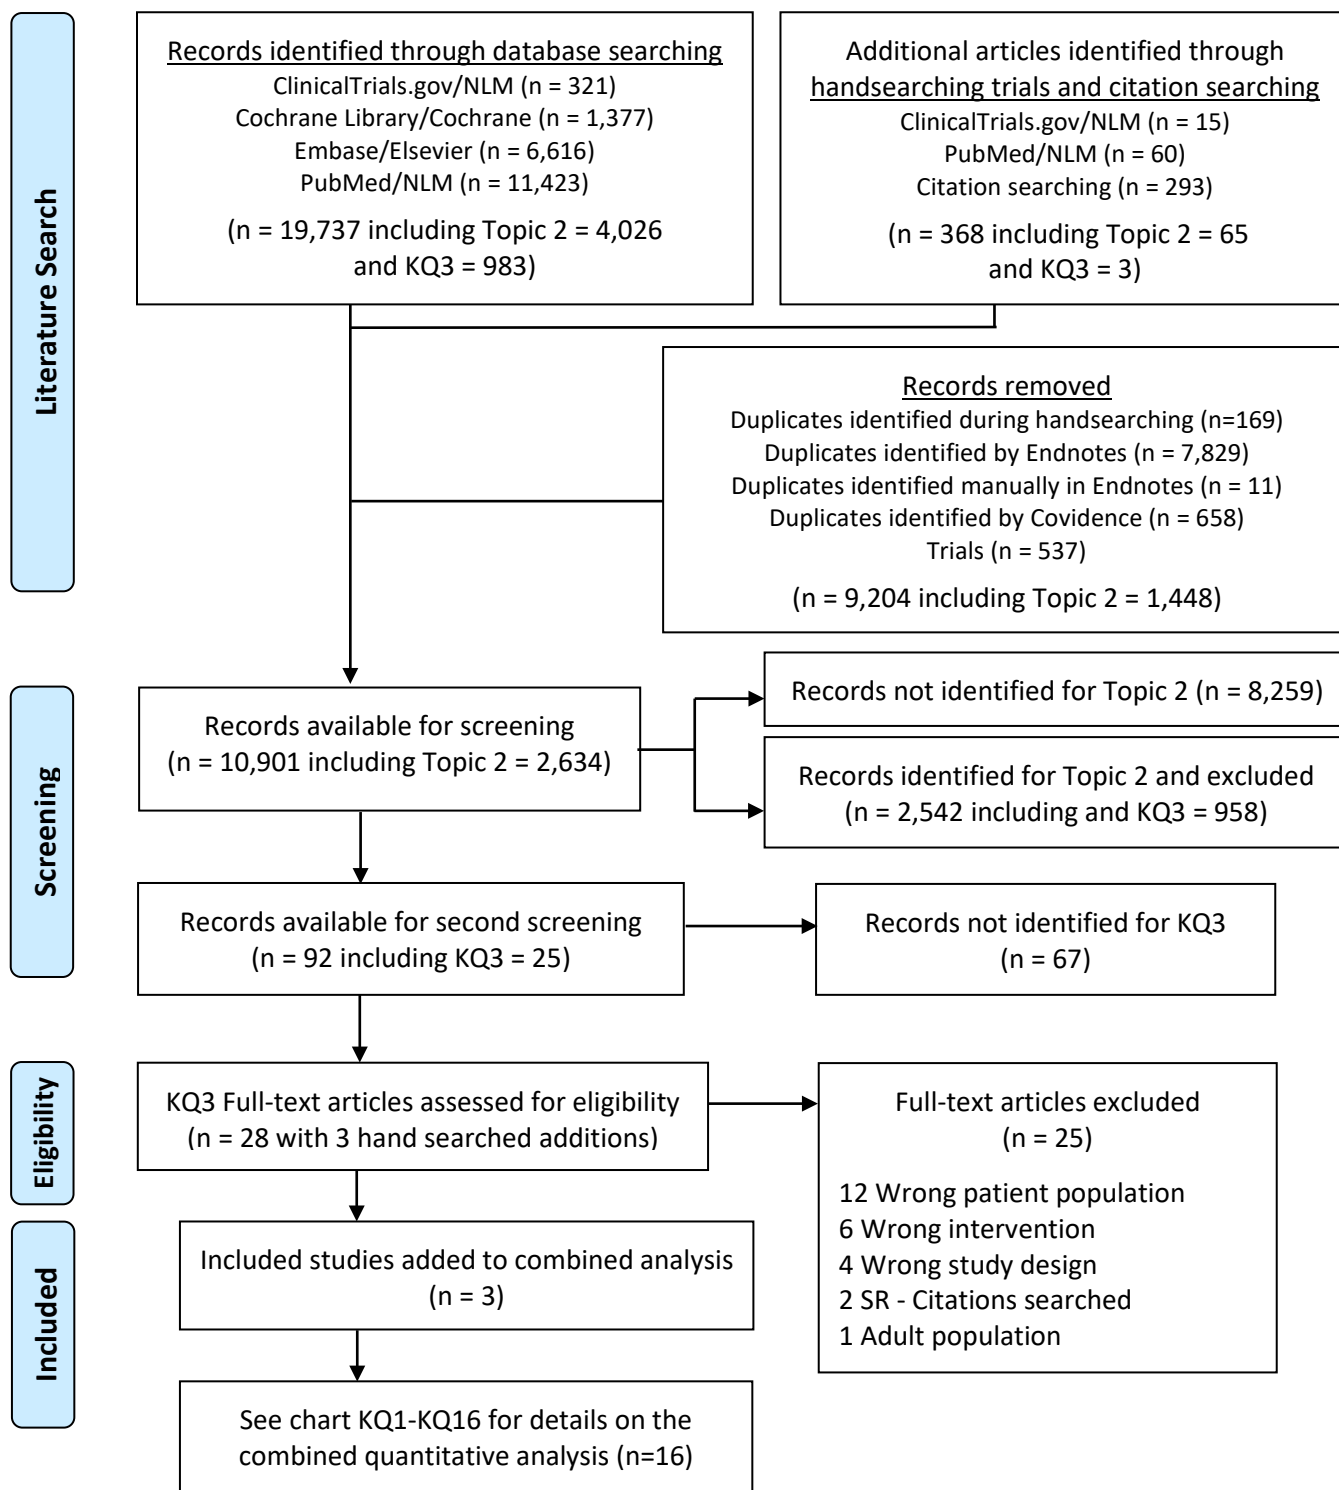 Literature Search
Records identified through database searching
ClinicalTrials.gov/NLM (n = 321)
Cochrane Library/Cochrane (n = 1,377)
Embase/Elsevier (n = 6,616)
PubMed/NLM (n = 11,423)
(n = 19,737 including Topic 2 = 4,026
and KQ3 = 983)
Additional articles identified through
handsearching trials and citation searching
ClinicalTrials.gov/NLM (n = 15)
PubMed/NLM (n = 60)
Citation searching (n = 293)
(n = 368 including Topic 2 = 65
and KQ3 = 3)
Records removed
Duplicates identified during handsearching (n=169)
Duplicates identified by Endnotes (n = 7,829)
Duplicates identified manually in Endnotes (n = 11)
Duplicates identified by Covidence (n = 658)
Trials (n = 537)
(n = 9,204 including Topic 2 = 1,448)
Screening
Records available for screening
(n = 10,901 including Topic 2 = 2,634)
Records not identified for Topic 2 (n = 8,259)
Records identified for Topic 2 and excluded
(n = 2,542 including and KQ3 = 958)
Records available for second screening
(n = 92 including KQ3 = 25)
Records not identified for KQ3
(n = 67)
Eligibility
KQ3 Full-text articles assessed for eligibility
(n = 28 with 3 hand searched additions)
Full-text articles excluded
(n = 25)
12 Wrong patient population
6 Wrong intervention
4 Wrong study design
2 SR - Citations searched
1 Adult population
Included
Included studies added to combined analysis
(n = 3)
See chart KQ1-KQ16 for details on the
combined quantitative analysis (n=16)